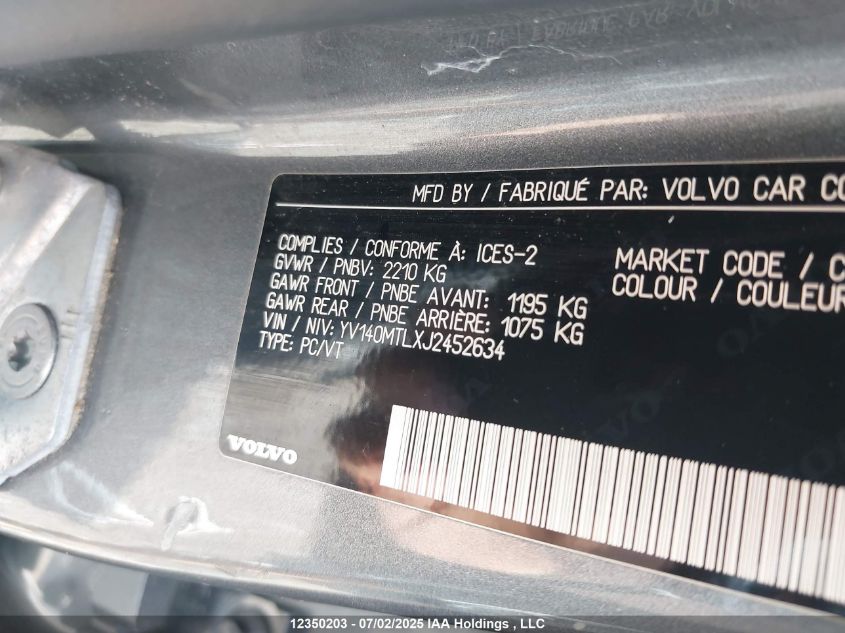 MFD BY / FABRIQUÉ PAR: VOLVO CAR
COMPLIES / CONFORME À: ICES-2
GVWR / PNBV: 2210 KG
GAWR FRONT / PNBE AVANT: 1195 KG
GAWR REAR / PNBE ARRIÈRE: 1075 KG
VIN / NIV: YV140MTLXJ2452634
TYPE: PC/VT
MARKET CODE / C
COLOUR / COULEUR
VOLVO
12350203 - 07/02/2025 IAA Holdings , LLC